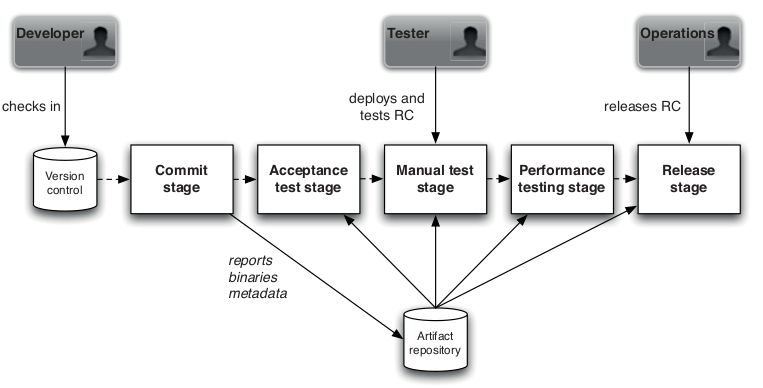 Developer
Tester
Operations
checks in
deploys and
tests RC
releases RC
Version
control
Commit
stage
Acceptance
test stage
Manual test
stage
Performance
testing stage
Release
stage
reports
binaries
metadata
Artifact
repository